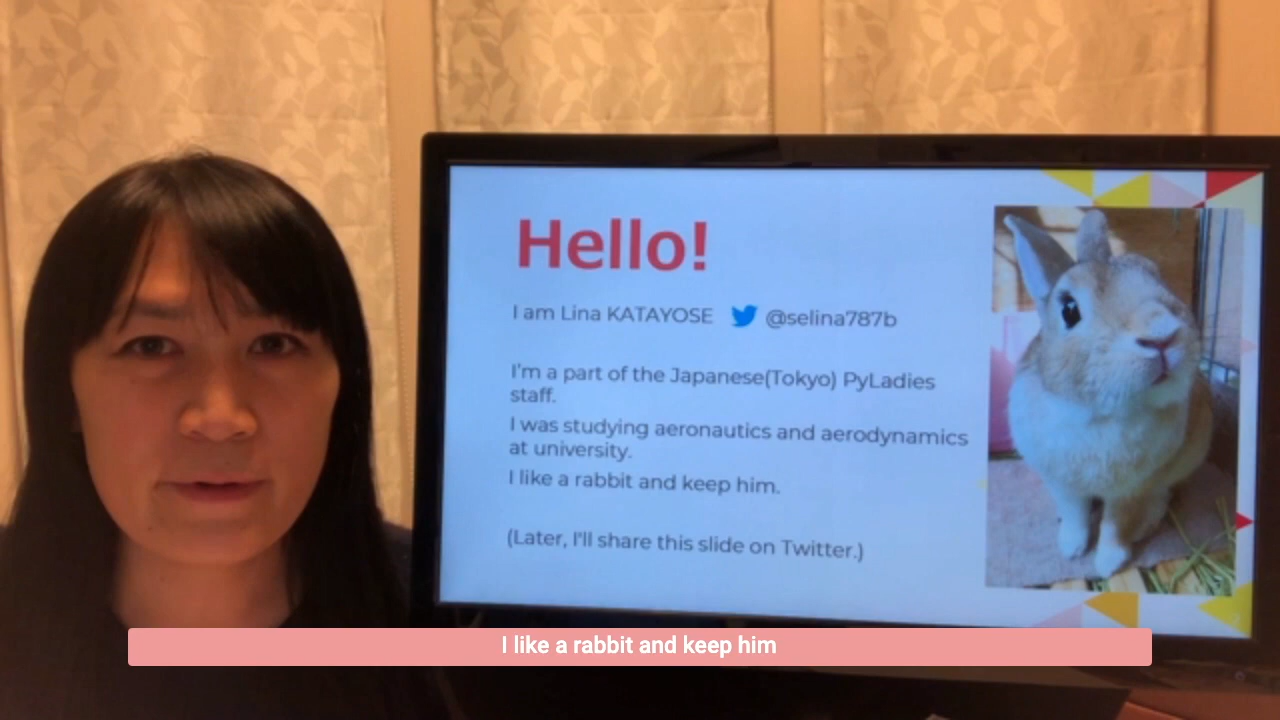 Hello!
I am Lina KATAYOSE @selina787b
I'm a part of the Japanese(Tokyo) PyLadies
staff.
I was studying aeronautics and aerodynamics
at university.
I like a rabbit and keep him.
(Later, I'll share this slide on Twitter.)
I like a rabbit and keep him